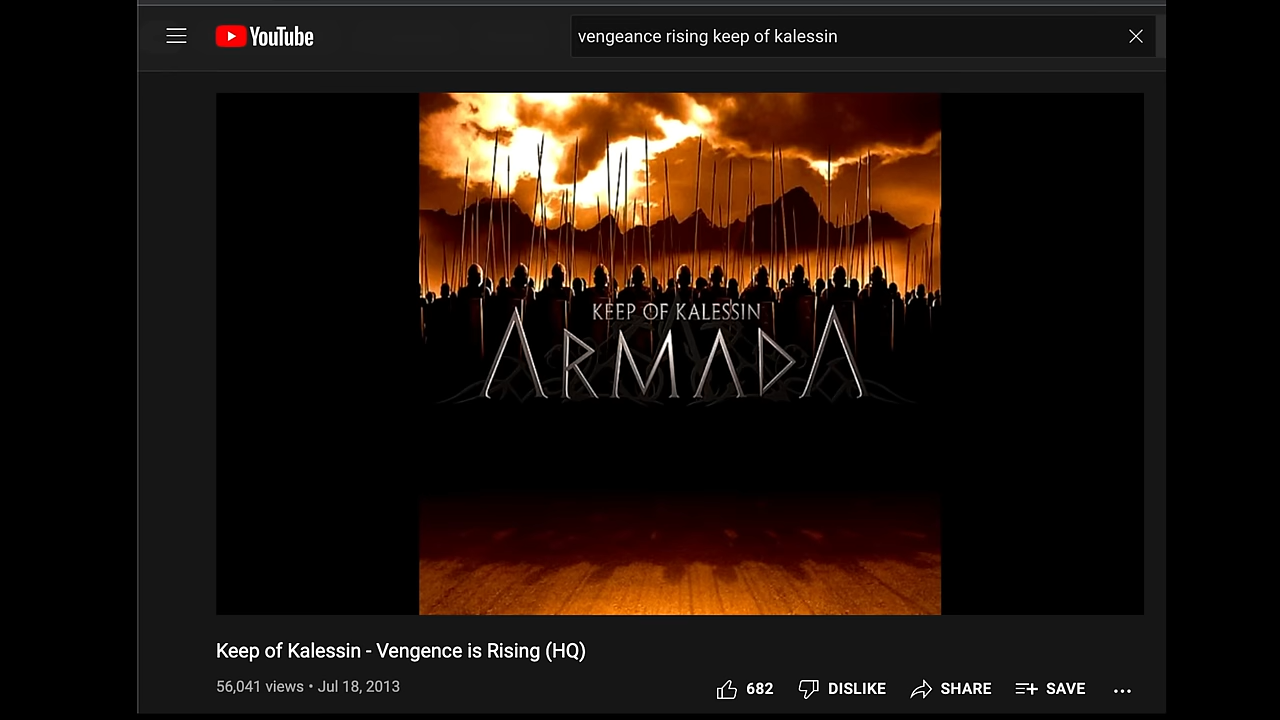 YouTube
vengeance rising keep of kalessin
KEEP OF KALESSIN
ARMADA
Keep of Kalessin - Vengence is Rising (HQ)
56,041 views • Jul 18, 2013
682 DISLIKE SHARE SAVE